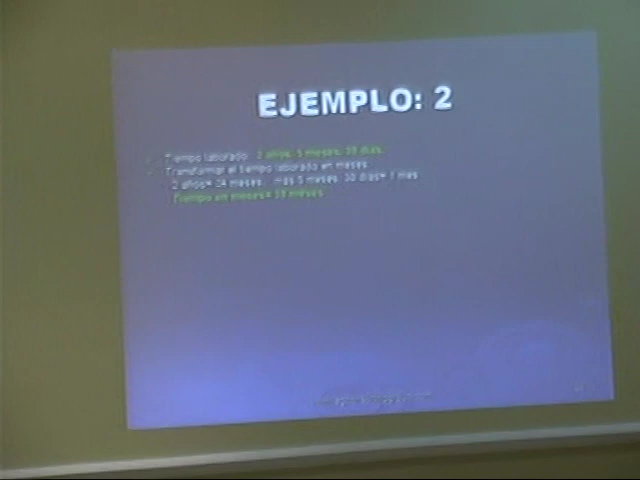 EJEMPLO: 2
Tiempo laborado: 2 años, 5 meses, 30 días.
Transformar el tiempo laborado en meses
2 años= 24 meses más 5 meses 30 días= 1 mes
Tiempo en meses= 30 meses